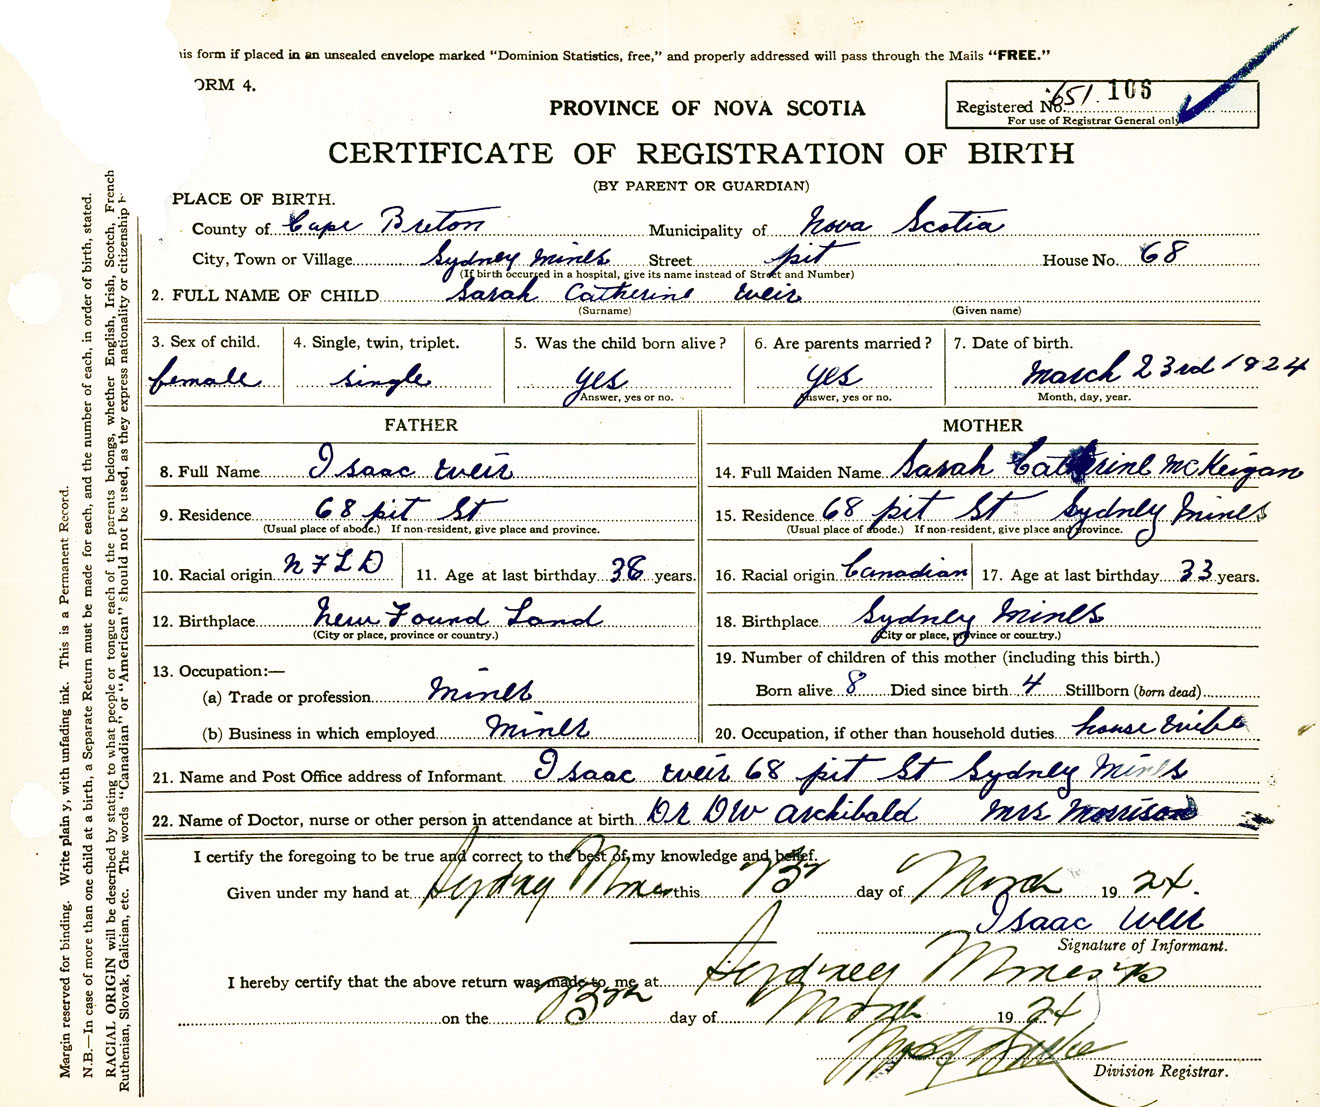 his form if placed in an unsealed envelope marked "Dominion Statistics, free," and properly addressed will pass through the Mails "FREE."
ORM 4.
Registered No. 651. 106
For use of Registrar General only
PROVINCE OF NOVA SCOTIA
CERTIFICATE OF REGISTRATION OF BIRTH
(BY PARENT OR GUARDIAN)
PLACE OF BIRTH.
County of Cape Breton Municipality of Nova Scotia
City, Town or Village Sydney Mines Street pit House No. 68
(If birth occurred in a hospital, give its name instead of Street and Number)
2. FULL NAME OF CHILD Sarah Catherine weir
(Surname) (Given name)
3. Sex of child. 4. Single, twin, triplet. 5. Was the child born alive? 6. Are parents married? 7. Date of birth.
female single yes yes March 23rd 1924
Answer, yes or no. Answer, yes or no. Month, day, year.
FATHER MOTHER
8. Full Name Isaac weir 14. Full Maiden Name Sarah Catherine McKeigan
9. Residence 68 pit St 15. Residence 68 pit St Sydney Mines
(Usual place of abode.) If non-resident, give place and province. (Usual place of abode.) If non-resident, give place and province.
10. Racial origin NFLD 11. Age at last birthday 38 years. 16. Racial origin Canadian 17. Age at last birthday 33 years.
12. Birthplace New Found Land 18. Birthplace Sydney Mines
(City or place, province or country.) (City or place, province or country.)
13. Occupation:— 19. Number of children of this mother (including this birth.)
(a) Trade or profession miner Born alive 8 Died since birth 4 Stillborn (born dead)
(b) Business in which employed miner 20. Occupation, if other than household duties house wife
21. Name and Post Office address of Informant Isaac weir 68 pit St Sydney Mines
22. Name of Doctor, nurse or other person in attendance at birth Dr DW Archibald Mrs Morrison
I certify the foregoing to be true and correct to the best of my knowledge and belief.
Given under my hand at Sydney Mines this day of March 1924.
Isaac weir
Signature of Informant.
I hereby certify that the above return was made to me at Sydney Mines
on the day of March 1924
Division Registrar.
Margin reserved for binding. Write plainly, with unfading ink. This is a Permanent Record.
N.B.—In case of more than one child at a birth, a Separate Return must be made for each, and the number of each, in order of birth, stated.
RACIAL ORIGIN will be described by stating to what people or tongue each of the parents belongs, whether English, Irish, Scotch, French
Ruthenian, Slovak, Galician, etc. The words "Canadian" or "American" should not be used, as they express nationality or citizenship